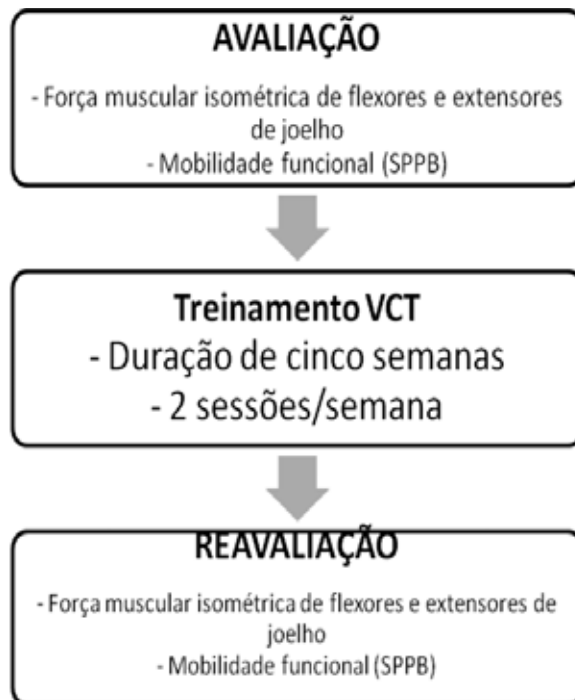 AVALIAÇÃO
- Força muscular isométrica de flexores e extensores
de joelho
- Mobilidade funcional (SPPB)
Treinamento VCT
- Duração de cinco semanas
- 2 sessões/semana
REAVALIAÇÃO
- Força muscular isométrica de flexores e extensores de
joelho
- Mobilidade funcional (SPPB)